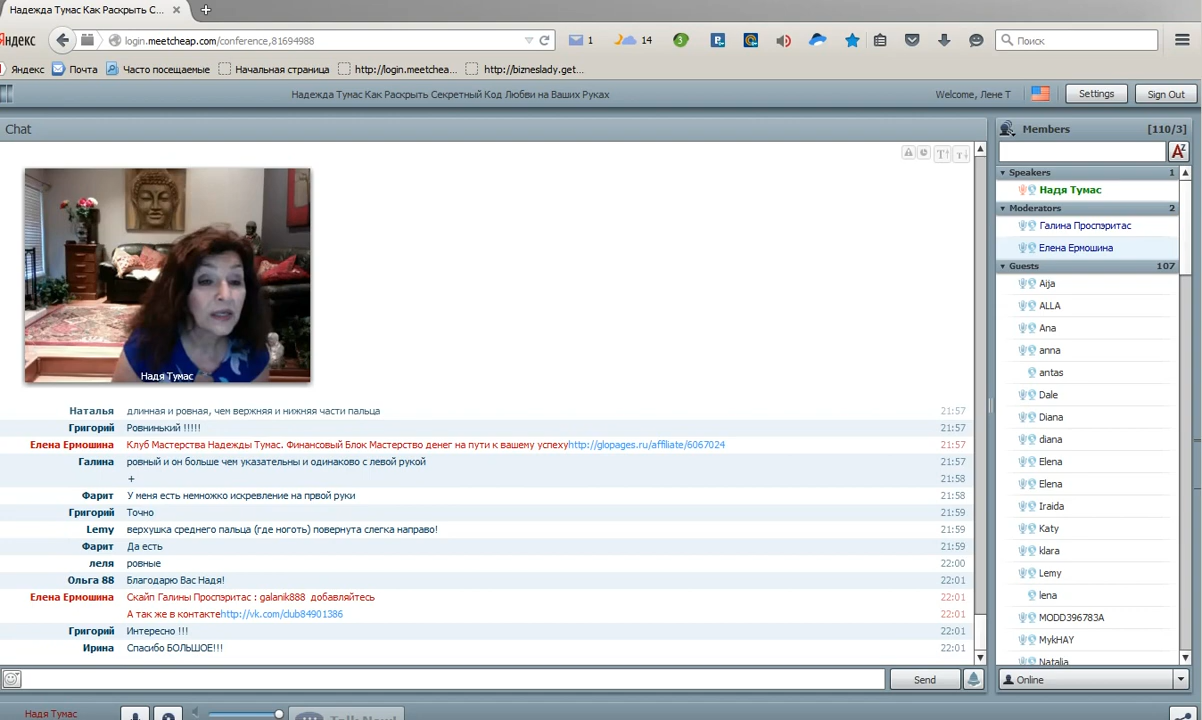 Надежда Тумас Как Раскрыть С...
Яндекс
login.meetcheap.com/conference,81694988
1
14
3
Поиск
Яндекс
Почта
Часто посещаемые
Начальная страница
http://login.meetchea...
http://bizneslady.get...
Надежда Тумас Как Раскрыть Секретный Код Любви на Ваших Руках
Welcome, Лене Т
Settings
Sign Out
Chat
Надя Тумас
Наталья длинная и ровная, чем вержняя и нижняя части пальца 21:57
Григорий Ровнинький !!!!! 21:57
Елена Ермошина Клуб Мастерства Надежды Тумас. Финансовый Блок Мастерство денег на пути к вашему успехуhttp://glopages.ru/affiliate/6067024 21:57
Галина ровный и он больше чем указательны и одинаково с левой рукой 21:57
+ 21:58
Фарит У меня есть немножко искревление на првой руки 21:58
Григорий Точно 21:59
Lemy верхушка среднего пальца (где ноготь) повернута слегка направо! 21:59
Фарит Да есть 21:59
леля ровные 22:00
Ольга 88 Благодарю Вас Надя! 22:01
Елена Ермошина Скайп Галины Проспэритас : galanik888 добавляйтесь 22:01
А так же в контактеhttp://vk.com/club84901386 22:01
Григорий Интересно !!! 22:01
Ирина Спасибо БОЛЬШОЕ!!! 22:01
Send
Надя Тумас
Talk Now!
Members [110/3]
Speakers 1
Надя Тумас
Moderators 2
Галина Проспэритас
Елена Ермошина
Guests 107
Aija
ALLA
Ana
anna
antas
Dale
Diana
diana
Elena
Elena
Iraida
Katy
klara
Lemy
lena
MODD396783A
MykHAY
Natalia
Online